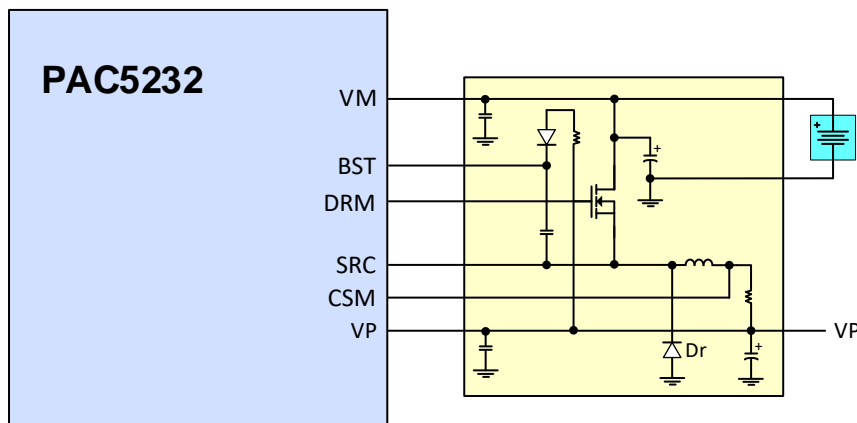 PAC5232
VM
BST
DRM
SRC
CSM
VP
+
+
Dr
+
VP